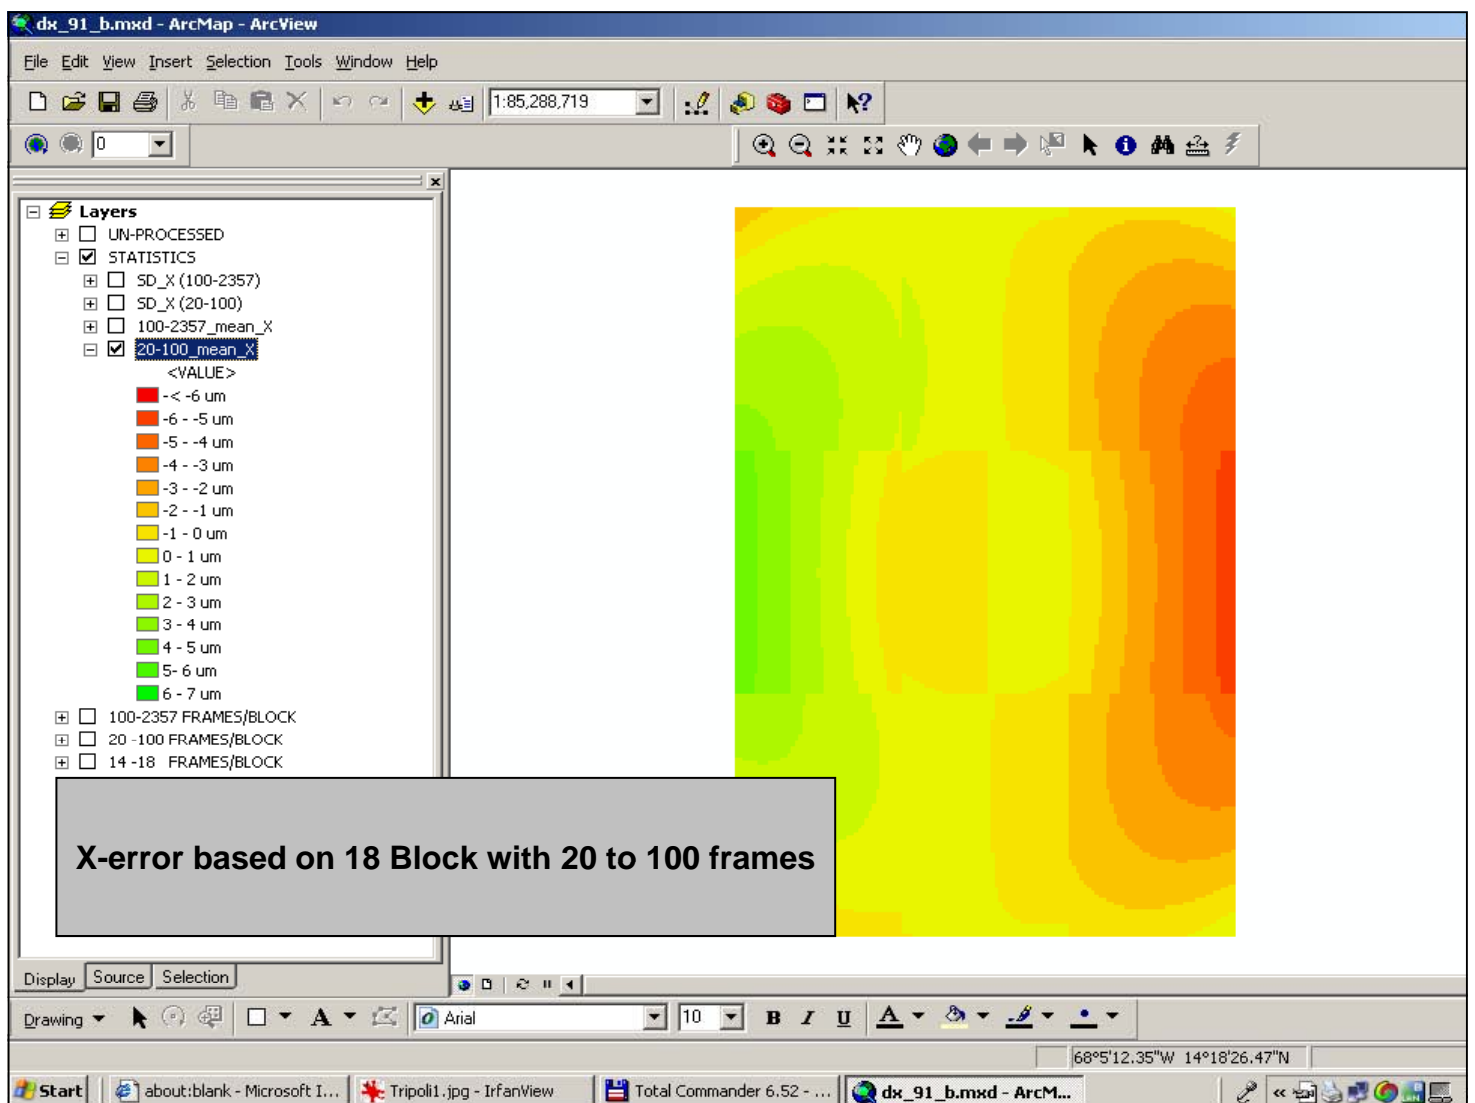 dx_91_b.mxd - ArcMap - ArcView
File Edit View Insert Selection Tools Window Help
1:85,288,719
0
Layers
UN-PROCESSED
STATISTICS
SD_X (100-2357)
SD_X (20-100)
100-2357_mean_X
20-100_mean_X
<VALUE>
-< -6 um
-6 - -5 um
-5 - -4 um
-4 - -3 um
-3 - -2 um
-2 - -1 um
-1 - 0 um
0 - 1 um
1 - 2 um
2 - 3 um
3 - 4 um
4 - 5 um
5- 6 um
6 - 7 um
100-2357 FRAMES/BLOCK
20 -100 FRAMES/BLOCK
14 -18 FRAMES/BLOCK
X-error based on 18 Block with 20 to 100 frames
Display Source Selection
Drawing A Arial 10 B I U A
68°5'12.35"W 14°18'26.47"N
Start about:blank - Microsoft I... Tripoli1.jpg - IrfanView Total Commander 6.52 - ... dx_91_b.mxd - ArcM...